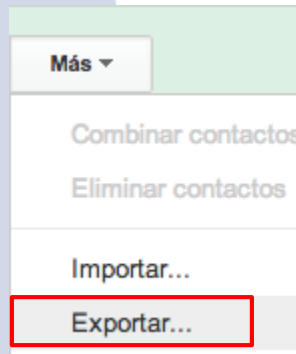 Más
Combinar contactos
Eliminar contactos
Importar...
Exportar...